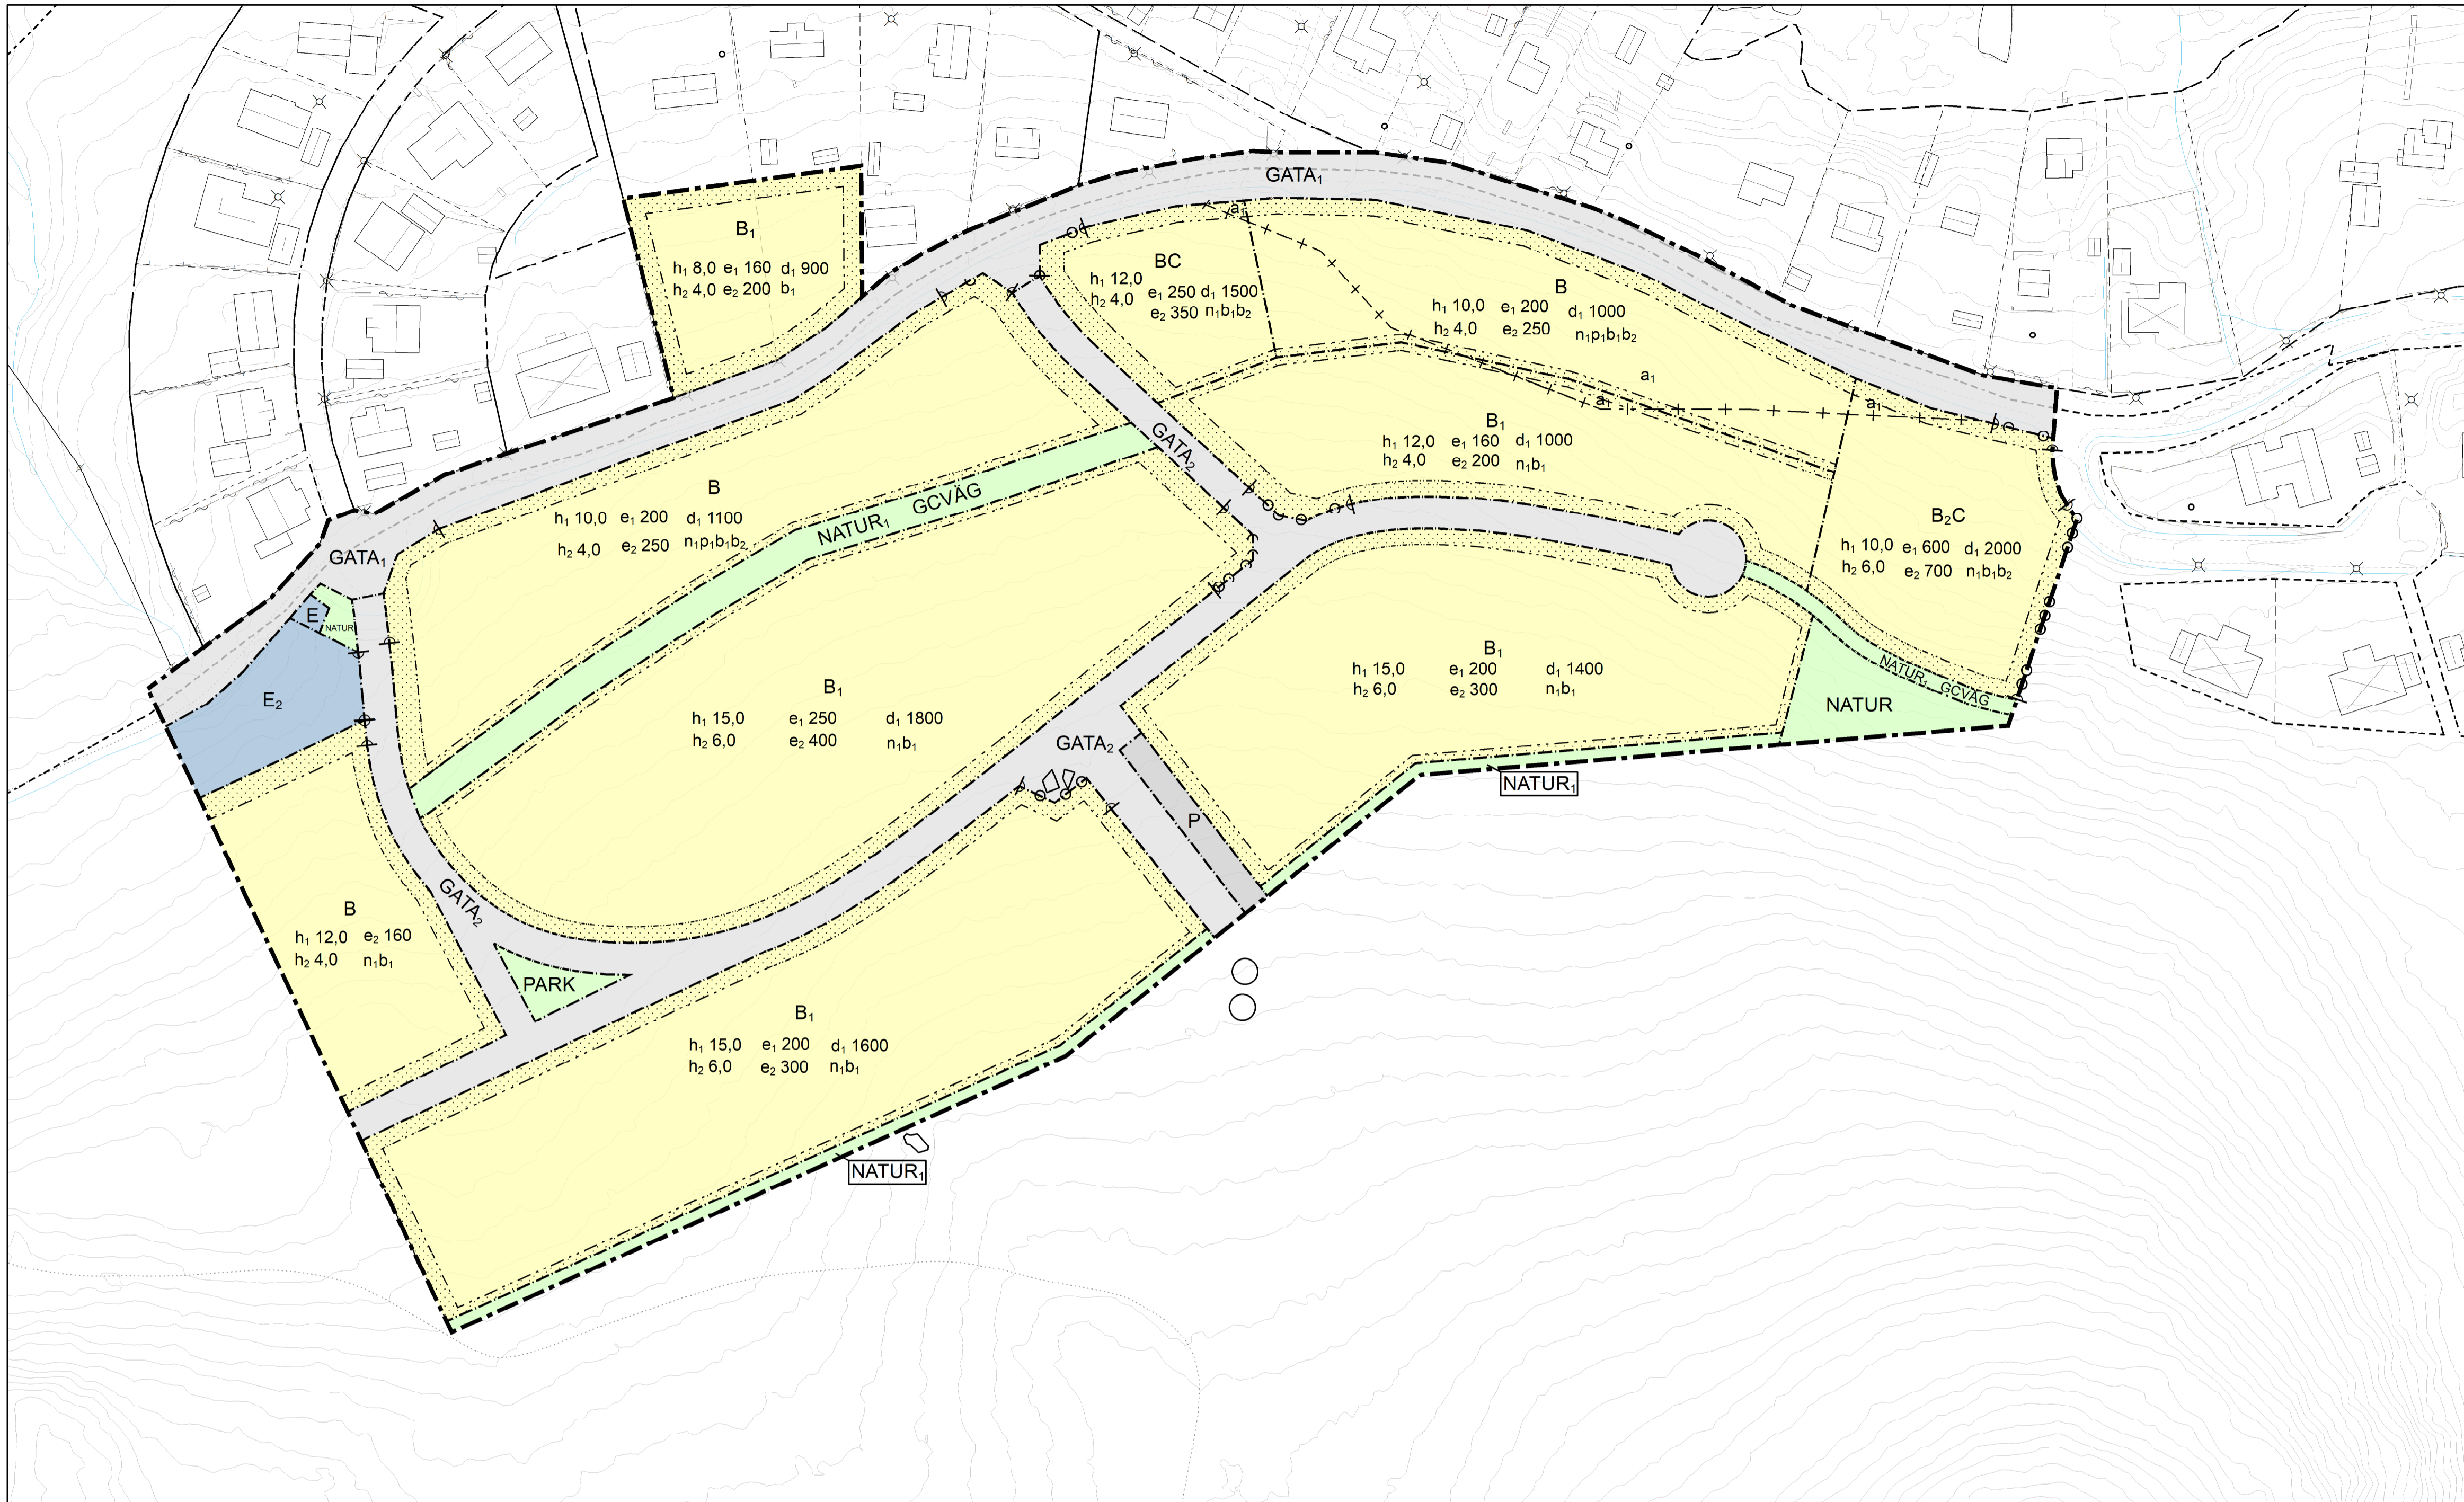 GATA₁
a₁
B₁
h₁ 8,0 e₁ 160 d₁ 900
h₂ 4,0 e₂ 200 b₁
BC
h₁ 12,0
h₂ 4,0 e₁ 250 d₁ 1500
e₂ 350 n₁b₁b₂
B
h₁ 10,0 e₁ 200 d₁ 1000
h₂ 4,0 e₂ 250 n₁p₁b₁b₂
a₁
a₁
a₁
B₁
h₁ 12,0 e₁ 160 d₁ 1000
h₂ 4,0 e₂ 200 n₁b₁
GATA₂
B
h₁ 10,0 e₁ 200 d₁ 1100
h₂ 4,0 e₂ 250 n₁p₁b₁b₂
NATUR₁ GCVÄG
B₂C
h₁ 10,0 e₁ 600 d₁ 2000
h₂ 6,0 e₂ 700 n₁b₁b₂
GATA₁
E
NATUR
E₂
B₁
h₁ 15,0 e₁ 200 d₁ 1400
h₂ 6,0 e₂ 300 n₁b₁
NATUR₁ GCVÄG
NATUR
B₁
h₁ 15,0 e₁ 250 d₁ 1800
h₂ 6,0 e₂ 400 n₁b₁
GATA₂
NATUR₁
P
GATA₂
B
h₁ 12,0 e₂ 160
h₂ 4,0 n₁b₁
PARK
B₁
h₁ 15,0 e₁ 200 d₁ 1600
h₂ 6,0 e₂ 300 n₁b₁
NATUR₁